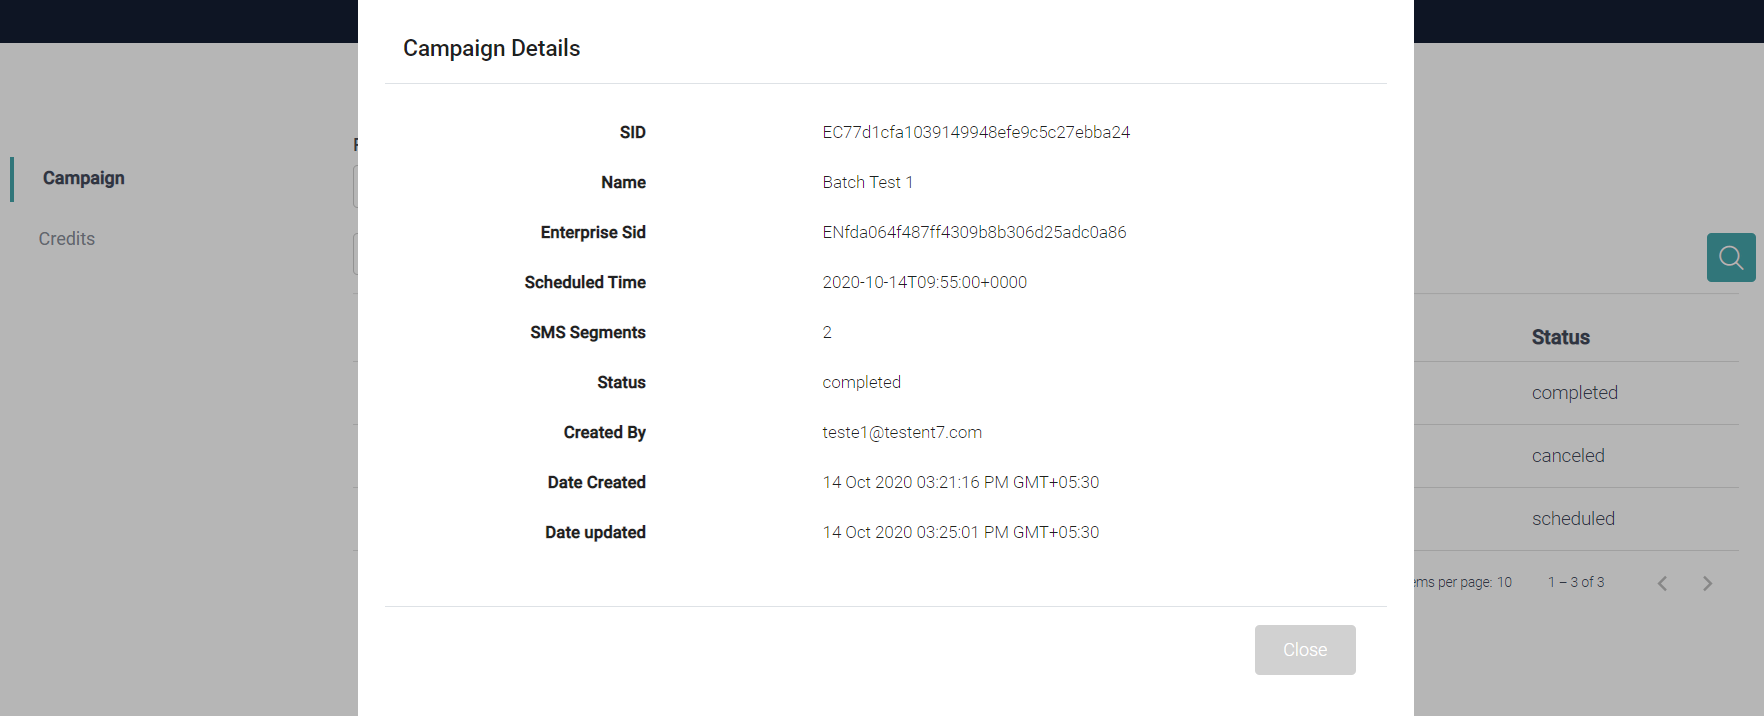 Campaign Details
SID EC77d1cfa1039149948efe9c5c27ebba24
Name Batch Test 1
Enterprise Sid ENfda064f487ff4309b8b306d25adc0a86
Scheduled Time 2020-10-14T09:55:00+0000
SMS Segments 2
Status completed
Created By teste1@testent7.com
Date Created 14 Oct 2020 03:21:16 PM GMT+05:30
Date updated 14 Oct 2020 03:25:01 PM GMT+05:30
Close
Campaign
Credits
Status
completed
canceled
scheduled
per page: 10 1 – 3 of 3